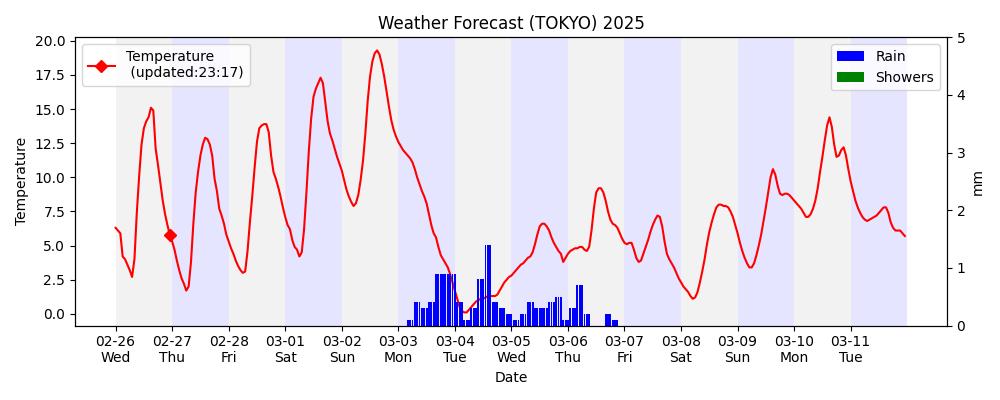 Weather Forecast (TOKYO) 2025
Temperature
(updated:23:17)
Rain
Showers
Temperature
20.0
17.5
15.0
12.5
10.0
7.5
5.0
2.5
0.0
5
4
3
2
1
0
mm
02-26 02-27 02-28 03-01 03-02 03-03 03-04 03-05 03-06 03-07 03-08 03-09 03-10 03-11
Wed Thu Fri Sat Sun Mon Tue Wed Thu Fri Sat Sun Mon Tue
Date